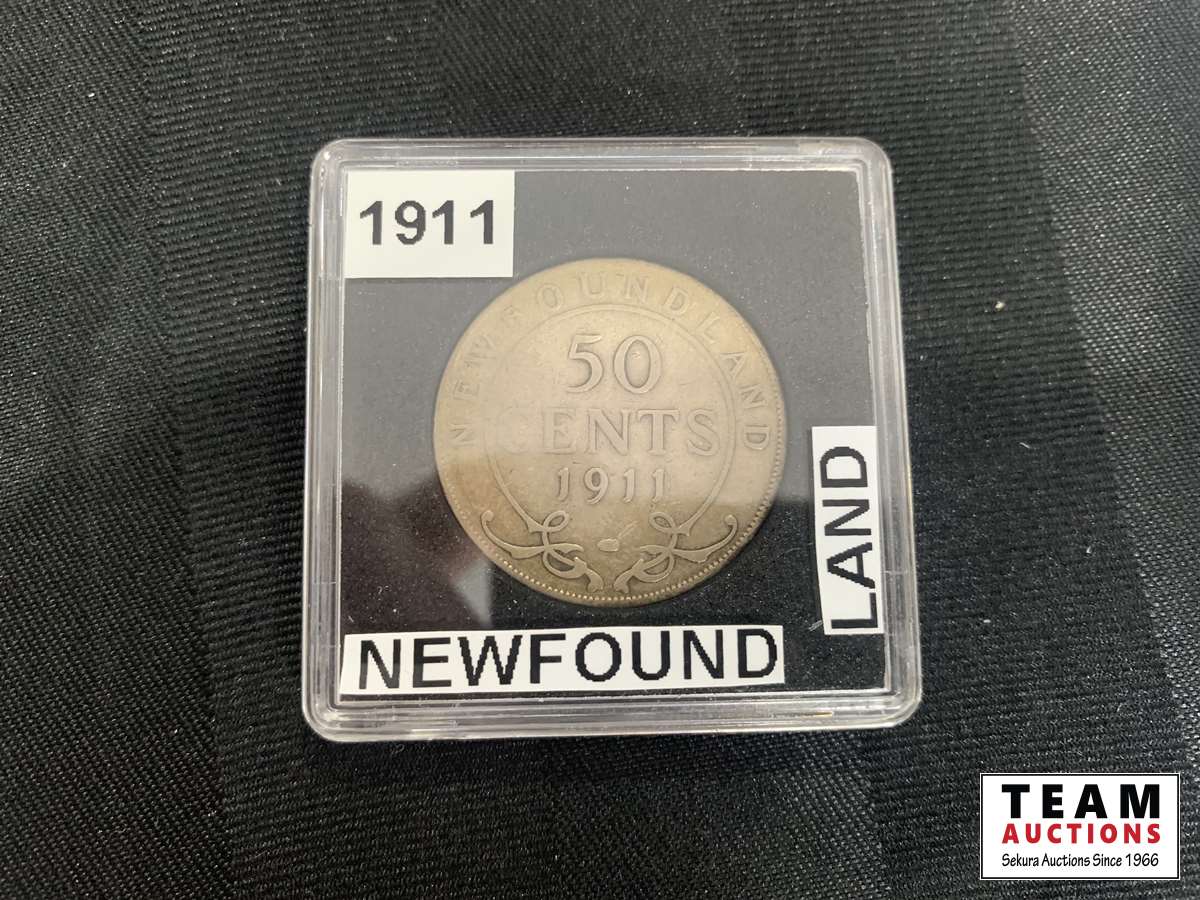 1911
NEWFOUNDLAND
50
CENTS
1911
LAND
NEWFOUND
TEAM
AUCTIONS
Sekura Auctions Since 1966